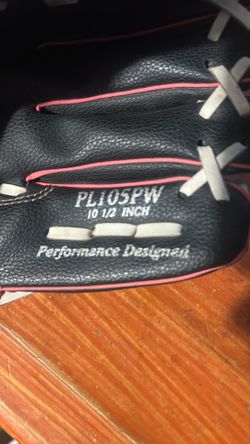 PL105PW
10 1/2 INCH
Performance Designed